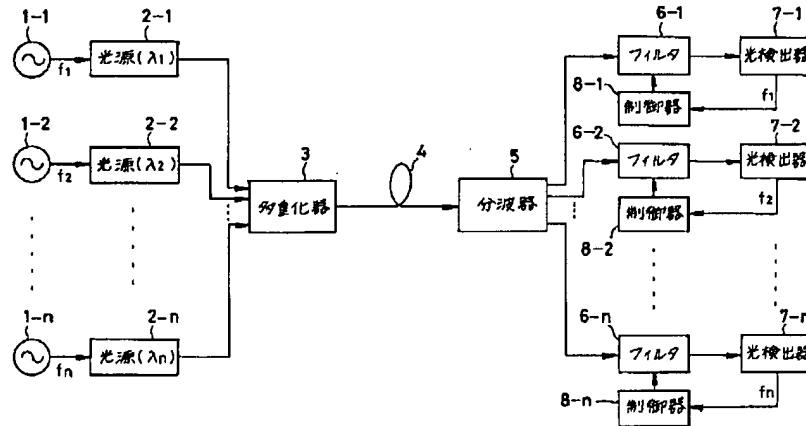 1-1
2-1
光源(λ1)
f1
1-2
2-2
光源(λ2)
f2
1-n
2-n
光源(λn)
fn
3
多重化器
4
5
分波器
6-1
フィルタ
7-1
光検出器
8-1
制御器
f1
6-2
フィルタ
7-2
光検出器
8-2
制御器
f2
6-n
フィルタ
7-n
光検出器
8-n
制御器
fn